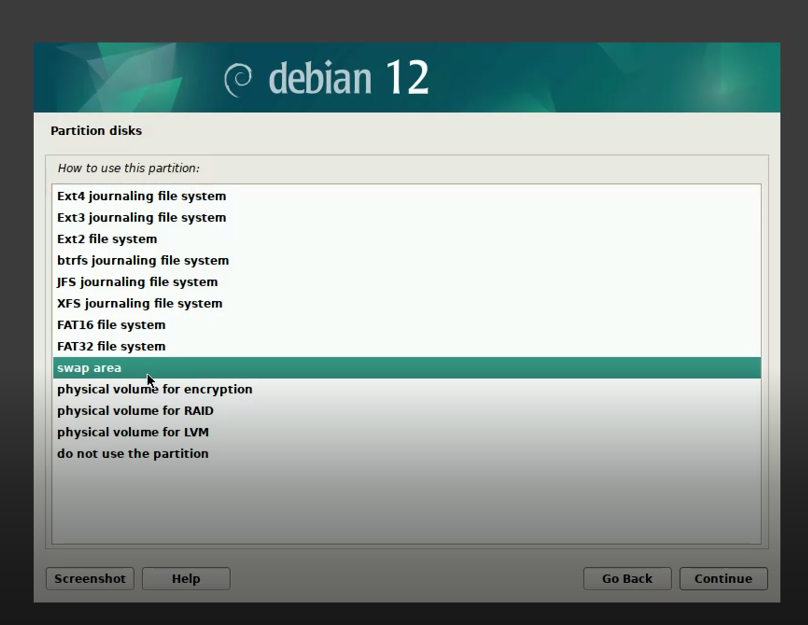 debian 12
Partition disks
How to use this partition:
Ext4 journaling file system
Ext3 journaling file system
Ext2 file system
btrfs journaling file system
JFS journaling file system
XFS journaling file system
FAT16 file system
FAT32 file system
swap area
physical volume for encryption
physical volume for RAID
physical volume for LVM
do not use the partition
Screenshot
Help
Go Back
Continue